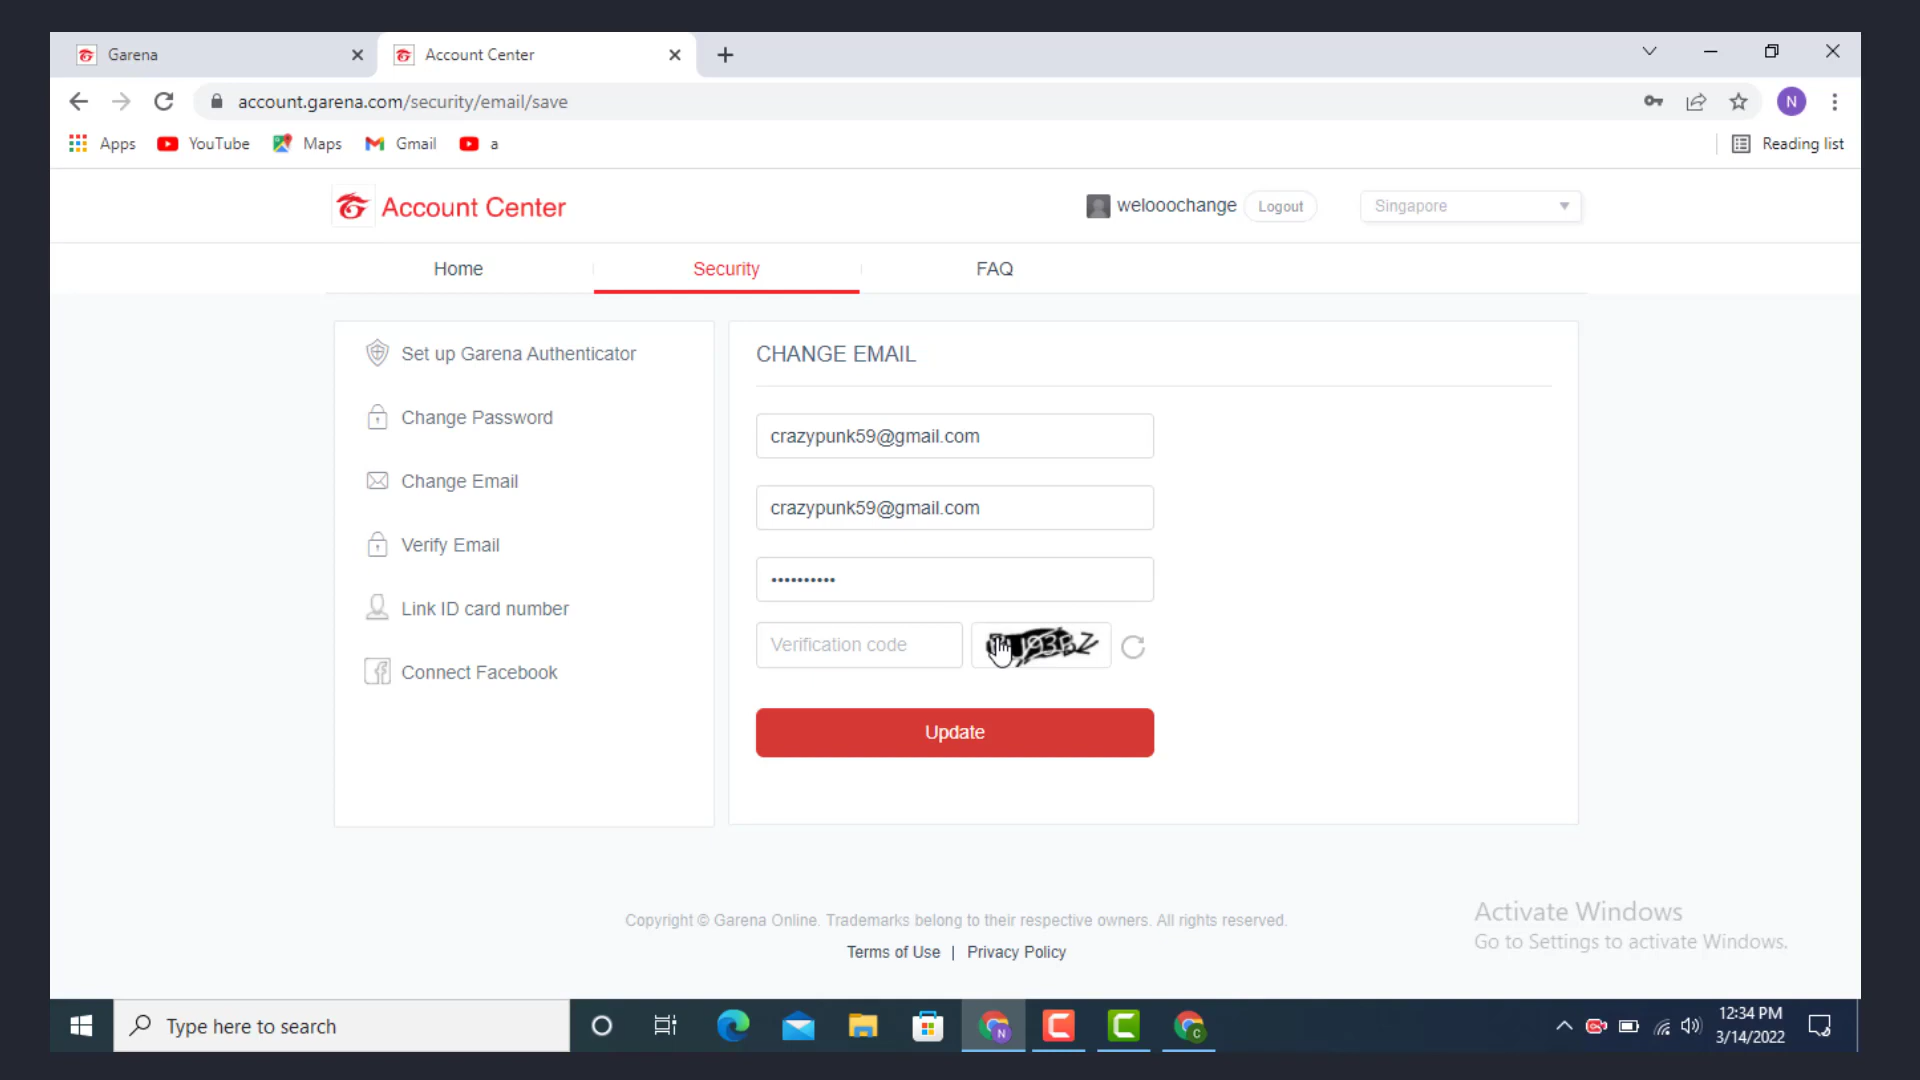 Garena
Account Center
account.garena.com/security/email/save
N
Apps
YouTube
Maps
Gmail
a
Reading list
Account Center
welooochange
Logout
Singapore
Home
Security
FAQ
Set up Garena Authenticator
Change Password
Change Email
Verify Email
Link ID card number
Connect Facebook
CHANGE EMAIL
crazypunk59@gmail.com
crazypunk59@gmail.com
••••••••••
Verification code
Update
Copyright © Garena Online. Trademarks belong to their respective owners. All rights reserved.
Terms of Use | Privacy Policy
Activate Windows
Go to Settings to activate Windows.
Type here to search
12:34 PM
3/14/2022